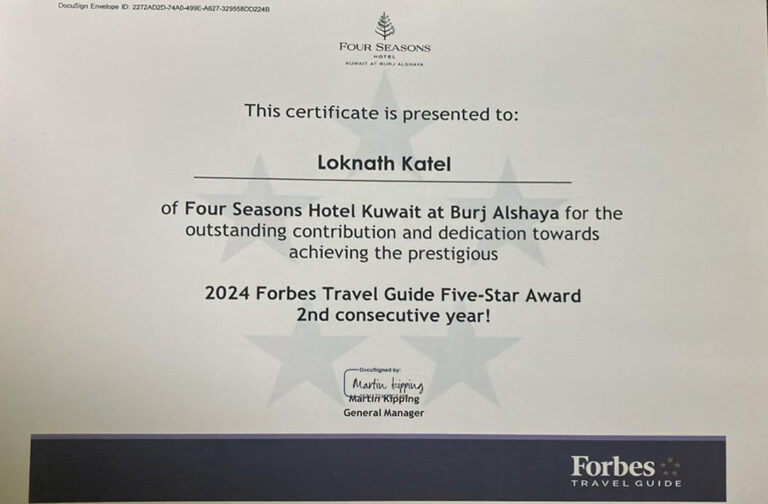 DocuSign Envelope ID: 2272AD2D-74A0-499E-A627-329558DD224B
FOUR SEASONS
HOTEL
KUWAIT AT BURJ ALSHAYA
This certificate is presented to:
Loknath Katel
of Four Seasons Hotel Kuwait at Burj Alshaya for the
outstanding contribution and dedication towards
achieving the prestigious
2024 Forbes Travel Guide Five-Star Award
2nd consecutive year!
DocuSigned by:
Martin kipping
Martin Kipping
General Manager
Forbes
TRAVEL GUIDE